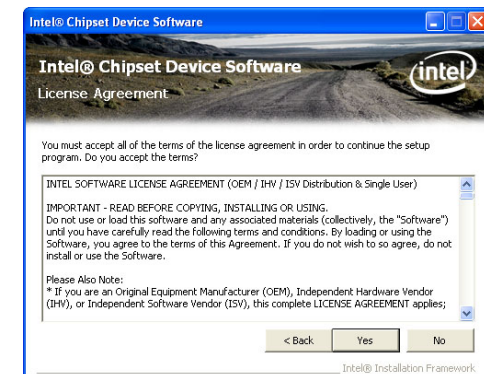 Intel® Chipset Device Software
Intel® Chipset Device Software
intel
License Agreement
You must accept all of the terms of the license agreement in order to continue the setup
program. Do you accept the terms?
INTEL SOFTWARE LICENSE AGREEMENT (OEM / IHV / ISV Distribution & Single User)
IMPORTANT - READ BEFORE COPYING, INSTALLING OR USING.
Do not use or load this software and any associated materials (collectively, the "Software")
until you have carefully read the following terms and conditions. By loading or using the
Software, you agree to the terms of this Agreement. If you do not wish to so agree, do not
install or use the Software.
Please Also Note:
* If you are an Original Equipment Manufacturer (OEM), Independent Hardware Vendor
(IHV), or Independent Software Vendor (ISV), this complete LICENSE AGREEMENT applies;
< Back Yes No
Intel® Installation Framework